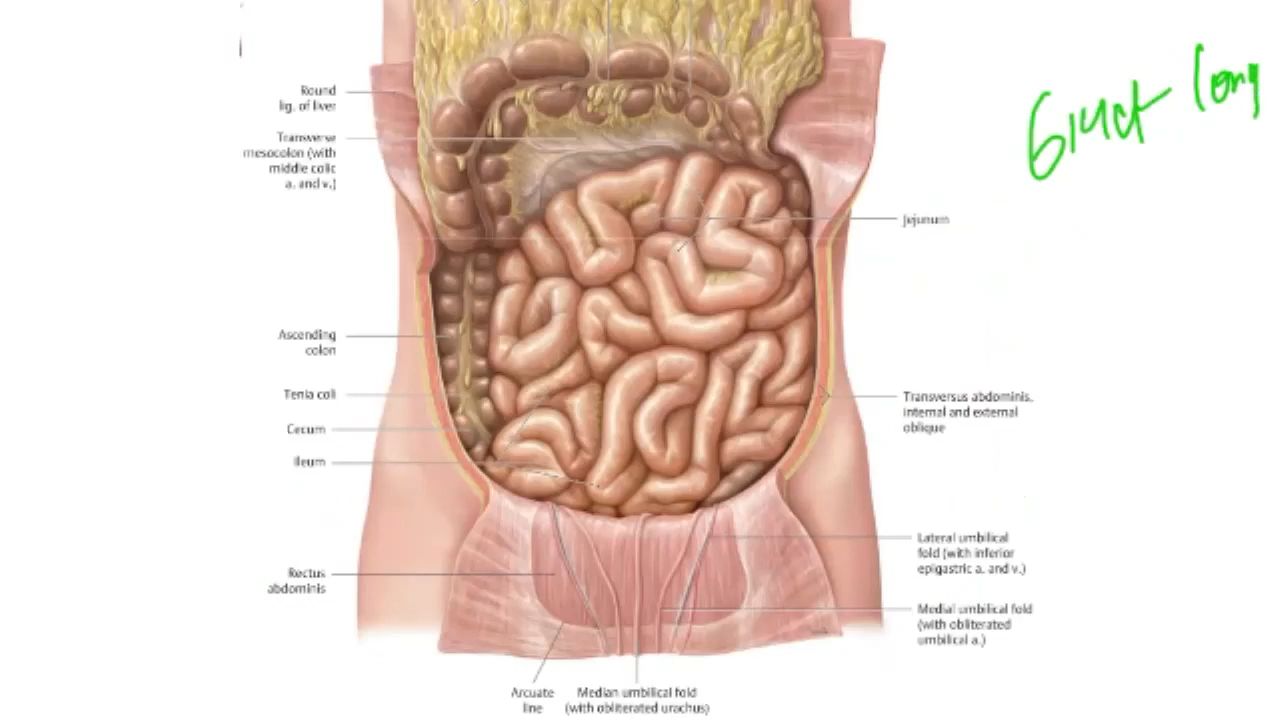 Round
lig. of liver
Transverse
mesocolon (with
middle colic
a. and v.)
Ascending
colon
Tenia coli
Cecum
Ileum
Rectus
abdominis
Arcuate
line
Median umbilical fold
(with obliterated urachus)
long
Jejunum
Transversus abdominis,
internal and external
oblique
Lateral umbilical
fold (with inferior
epigastric a. and v.)
Medial umbilical fold
(with obliterated
umbilical a.)